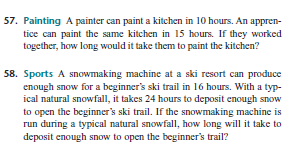 57. Painting A painter can paint a kitchen in 10 hours. An appren-
tice can paint the same kitchen in 15 hours. If they worked
together, how long would it take them to paint the kitchen?
58. Sports A snowmaking machine at a ski resort can produce
enough snow for a beginner's ski trail in 16 hours. With a typ-
ical natural snowfall, it takes 24 hours to deposit enough snow
to open the beginner's ski trail. If the snowmaking machine is
run during a typical natural snowfall, how long will it take to
deposit enough snow to open the beginner's trail?